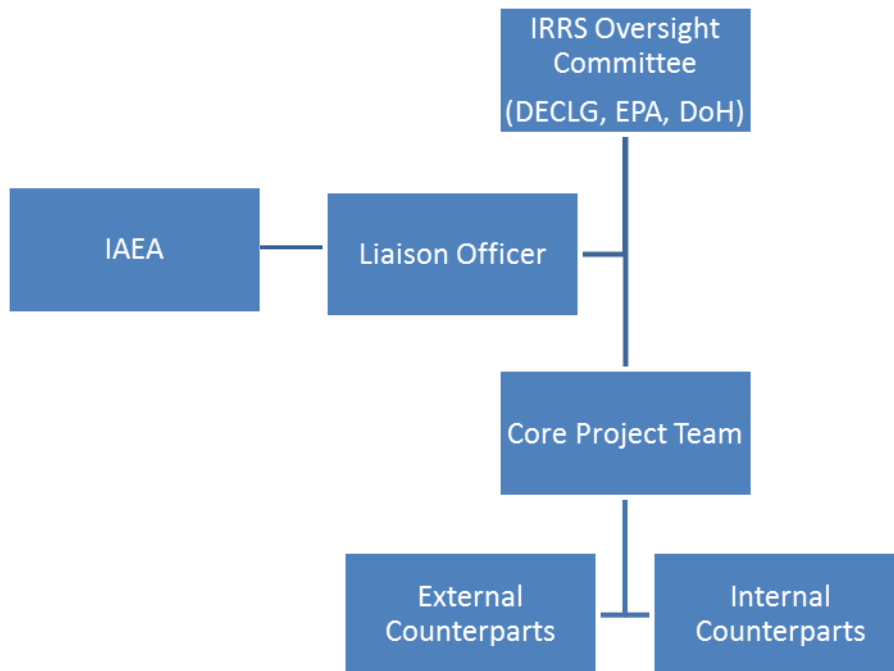 IRRS Oversight
Committee
(DECLG, EPA, DoH)
IAEA
Liaison Officer
Core Project Team
External
Counterparts
Internal
Counterparts